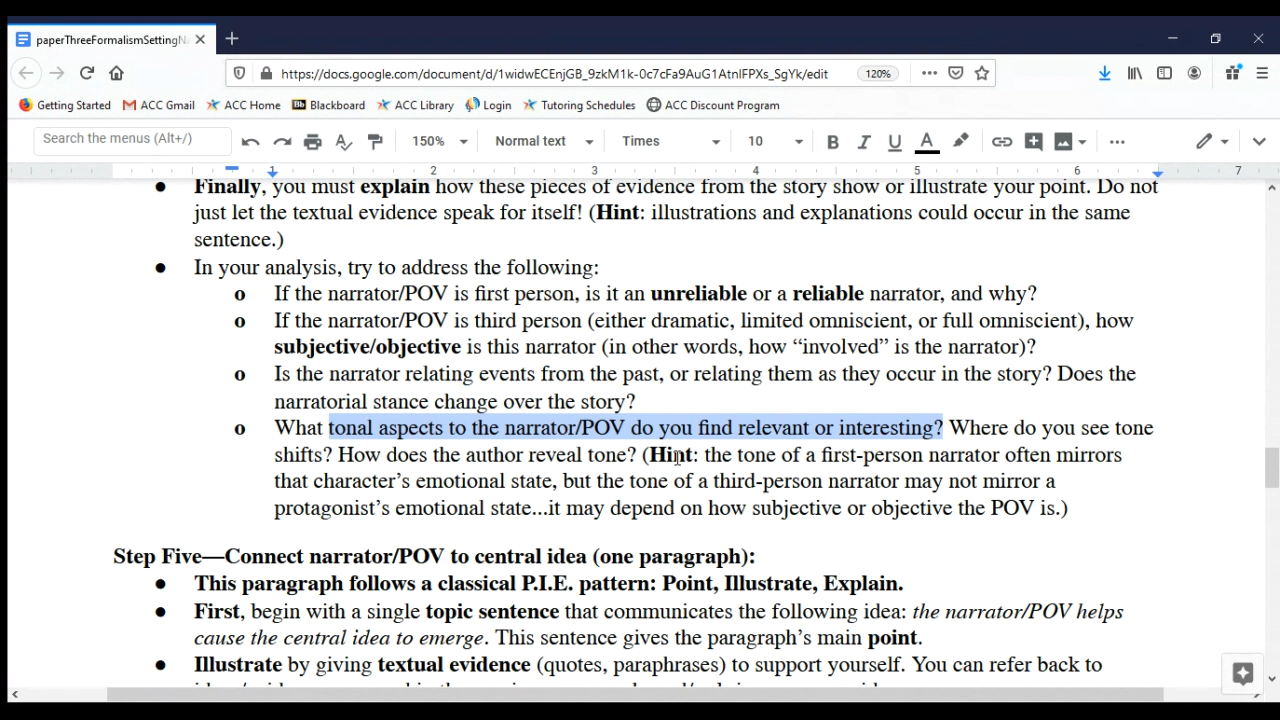 paperThreeFormalismSettingN
https://docs.google.com/document/d/1widwECEnjGB_9zkM1k-0c7cFa9AuG1AtnlFPXs_SgYk/edit
120%
Getting Started ACC Gmail ACC Home Blackboard ACC Library Login Tutoring Schedules ACC Discount Program
Search the menus (Alt+/) 150% Normal text Times 10 B I U A
1 2 3 4 5 6 7
● Finally, you must explain how these pieces of evidence from the story show or illustrate your point. Do not
just let the textual evidence speak for itself! (Hint: illustrations and explanations could occur in the same
sentence.)
● In your analysis, try to address the following:
o If the narrator/POV is first person, is it an unreliable or a reliable narrator, and why?
o If the narrator/POV is third person (either dramatic, limited omniscient, or full omniscient), how
subjective/objective is this narrator (in other words, how “involved” is the narrator)?
o Is the narrator relating events from the past, or relating them as they occur in the story? Does the
narratorial stance change over the story?
o What tonal aspects to the narrator/POV do you find relevant or interesting? Where do you see tone
shifts? How does the author reveal tone? (Hint: the tone of a first-person narrator often mirrors
that character’s emotional state, but the tone of a third-person narrator may not mirror a
protagonist’s emotional state...it may depend on how subjective or objective the POV is.)
Step Five—Connect narrator/POV to central idea (one paragraph):
● This paragraph follows a classical P.I.E. pattern: Point, Illustrate, Explain.
● First, begin with a single topic sentence that communicates the following idea: the narrator/POV helps
cause the central idea to emerge. This sentence gives the paragraph’s main point.
● Illustrate by giving textual evidence (quotes, paraphrases) to support yourself. You can refer back to